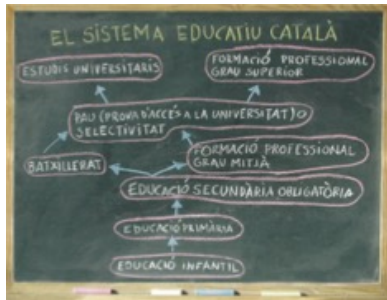 EL SISTEMA EDUCATIU CATALÀ
ESTUDIS UNIVERSITARIS
FORMACIÓ PROFESSIONAL
GRAU SUPERIOR
PAU (PROVA D'ACCÉS A LA UNIVERSITAT) O
SELECTIVITAT
BATXILLERAT
FORMACIÓ PROFESSIONAL
GRAU MITJÀ
EDUCACIÓ SECUNDÀRIA OBLIGATÒRIA
EDUCACIÓ PRIMÀRIA
EDUCACIÓ INFANTIL